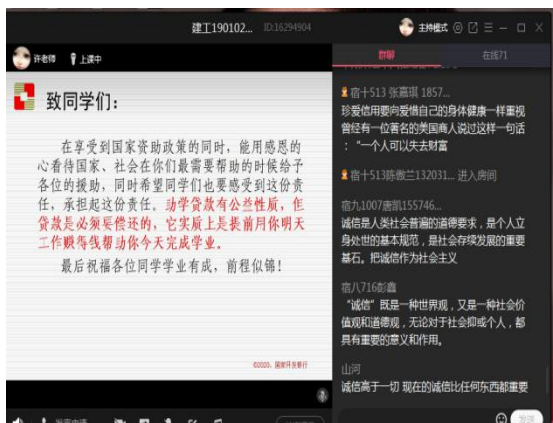 建工190102... ID:16294904
主持模式
许老师 上课中
群聊 在线71
致同学们：
在享受到国家资助政策的同时，能用感恩的
心看待国家、社会在你们最需要帮助的时候给予
各位的援助，同时希望同学们也要感受到这份责
任，承担起这份责任。助学贷款有公益性质，但
贷款是必须要偿还的，它实质上是提前用你明天
工作赚得钱帮助你今天完成学业。
最后祝福各位同学学业有成，前程似锦！
©2020, 国家开发银行
宿十513 张嘉琪 1857...
珍爱信用要向爱惜自己的身体健康一样重视
曾经有一位著名的美国商人说过这样一句话
：“一个人可以失去财富
宿十513陈傲兰132031... 进入房间
宿九1007唐凯155746...
诚信是人类社会普遍的道德要求，是个人立
身处世的基本规范，是社会存续发展的重要
基石。把诚信作为社会主义
宿八716彭鑫
“诚信”既是一种世界观，又是一种社会价
值观和道德观，无论对于社会抑或个人，都
具有重要的意义和作用。
山河
诚信高于一切 现在的诚信比任何东西都重要